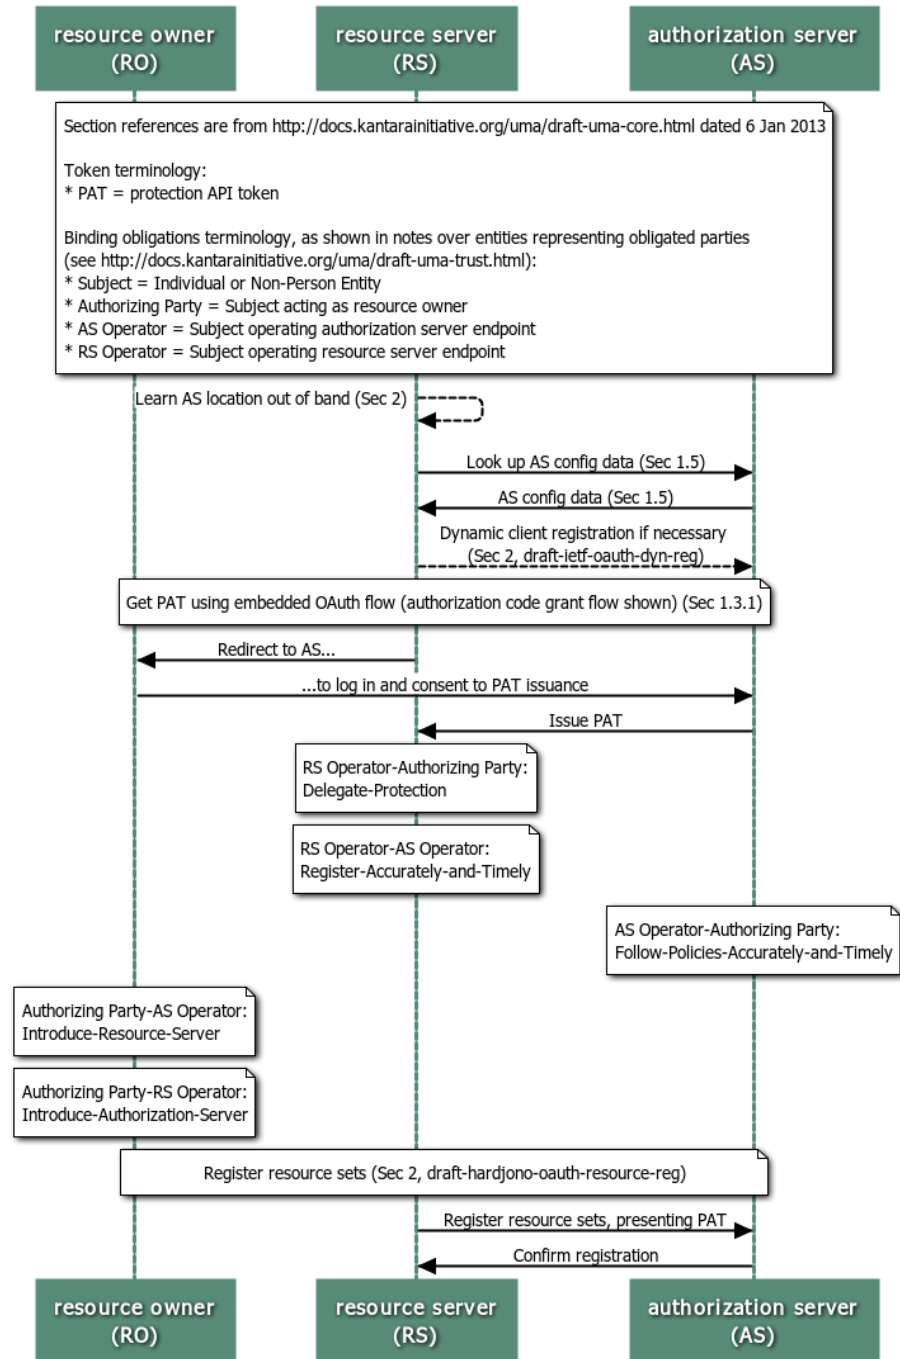 resource owner
(RO)
resource server
(RS)
authorization server
(AS)
Section references are from http://docs.kantarainitiative.org/uma/draft-uma-core.html dated 6 Jan 2013
Token terminology:
* PAT = protection API token
Binding obligations terminology, as shown in notes over entities representing obligated parties
(see http://docs.kantarainitiative.org/uma/draft-uma-trust.html):
* Subject = Individual or Non-Person Entity
* Authorizing Party = Subject acting as resource owner
* AS Operator = Subject operating authorization server endpoint
* RS Operator = Subject operating resource server endpoint
Learn AS location out of band (Sec 2)
Look up AS config data (Sec 1.5)
AS config data (Sec 1.5)
Dynamic client registration if necessary
(Sec 2, draft-ietf-oauth-dyn-reg)
Get PAT using embedded OAuth flow (authorization code grant flow shown) (Sec 1.3.1)
Redirect to AS...
...to log in and consent to PAT issuance
Issue PAT
RS Operator-Authorizing Party:
Delegate-Protection
RS Operator-AS Operator:
Register-Accurately-and-Timely
AS Operator-Authorizing Party:
Follow-Policies-Accurately-and-Timely
Authorizing Party-AS Operator:
Introduce-Resource-Server
Authorizing Party-RS Operator:
Introduce-Authorization-Server
Register resource sets (Sec 2, draft-hardjono-oauth-resource-reg)
Register resource sets, presenting PAT
Confirm registration
resource owner
(RO)
resource server
(RS)
authorization server
(AS)